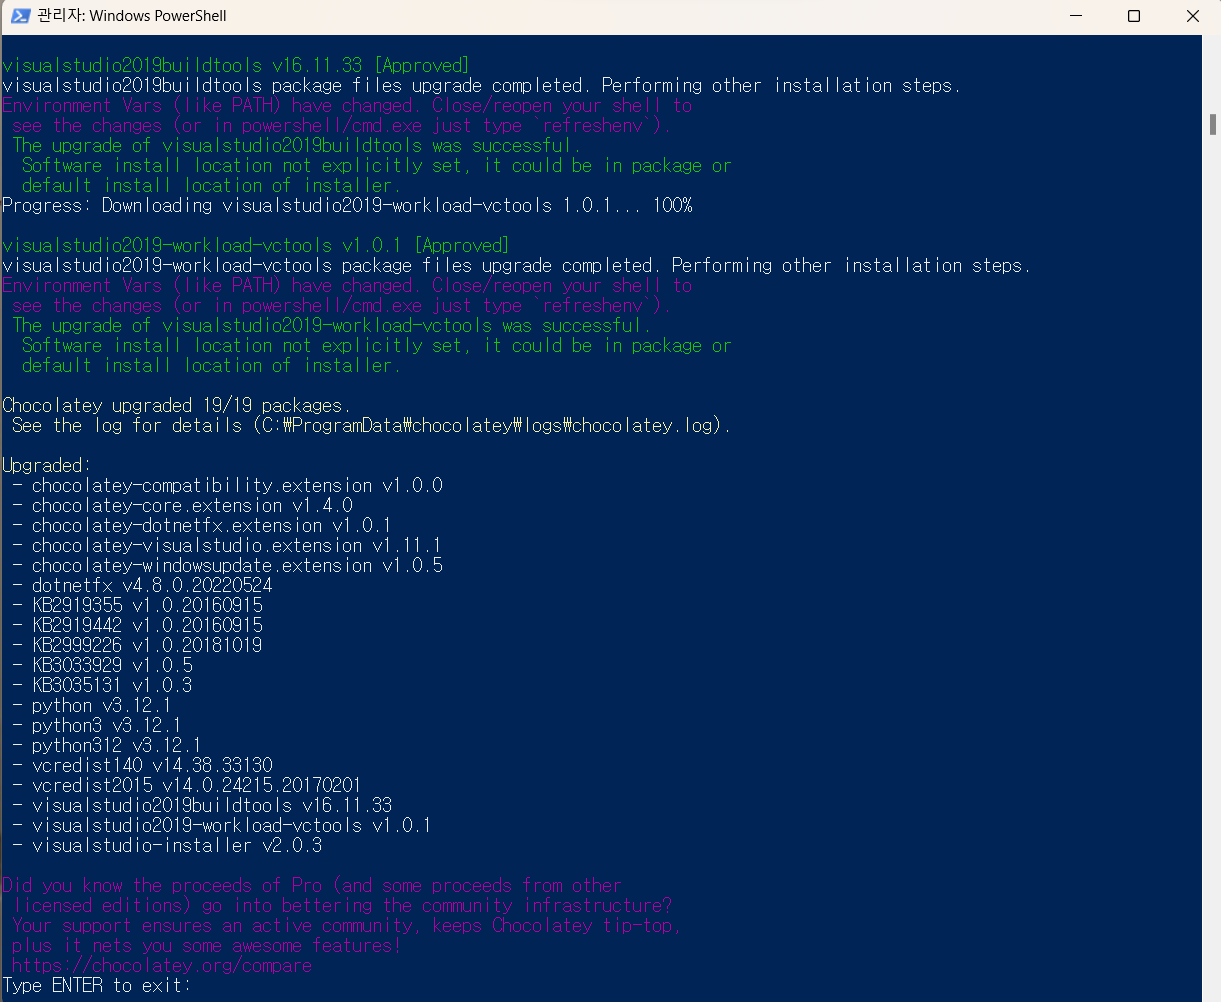 관리자: Windows PowerShell
visualstudio2019buildtools v16.11.33 [Approved]
visualstudio2019buildtools package files upgrade completed. Performing other installation steps.
Environment Vars (like PATH) have changed. Close/reopen your shell to
 see the changes (or in powershell/cmd.exe just type `refreshenv`).
 The upgrade of visualstudio2019buildtools was successful.
  Software install location not explicitly set, it could be in package or
  default install location of installer.
Progress: Downloading visualstudio2019-workload-vctools 1.0.1... 100%
visualstudio2019-workload-vctools v1.0.1 [Approved]
visualstudio2019-workload-vctools package files upgrade completed. Performing other installation steps.
Environment Vars (like PATH) have changed. Close/reopen your shell to
 see the changes (or in powershell/cmd.exe just type `refreshenv`).
 The upgrade of visualstudio2019-workload-vctools was successful.
  Software install location not explicitly set, it could be in package or
  default install location of installer.
Chocolatey upgraded 19/19 packages.
 See the log for details (C:₩ProgramData₩chocolatey₩logs₩chocolatey.log).
Upgraded:
 - chocolatey-compatibility.extension v1.0.0
 - chocolatey-core.extension v1.4.0
 - chocolatey-dotnetfx.extension v1.0.1
 - chocolatey-visualstudio.extension v1.11.1
 - chocolatey-windowsupdate.extension v1.0.5
 - dotnetfx v4.8.0.20220524
 - KB2919355 v1.0.20160915
 - KB2919442 v1.0.20160915
 - KB2999226 v1.0.20181019
 - KB3033929 v1.0.5
 - KB3035131 v1.0.3
 - python v3.12.1
 - python3 v3.12.1
 - python312 v3.12.1
 - vcredist140 v14.38.33130
 - vcredist2015 v14.0.24215.20170201
 - visualstudio2019buildtools v16.11.33
 - visualstudio2019-workload-vctools v1.0.1
 - visualstudio-installer v2.0.3
Did you know the proceeds of Pro (and some proceeds from other
 licensed editions) go into bettering the community infrastructure?
 Your support ensures an active community, keeps Chocolatey tip-top,
 plus it nets you some awesome features!
 https://chocolatey.org/compare
Type ENTER to exit: